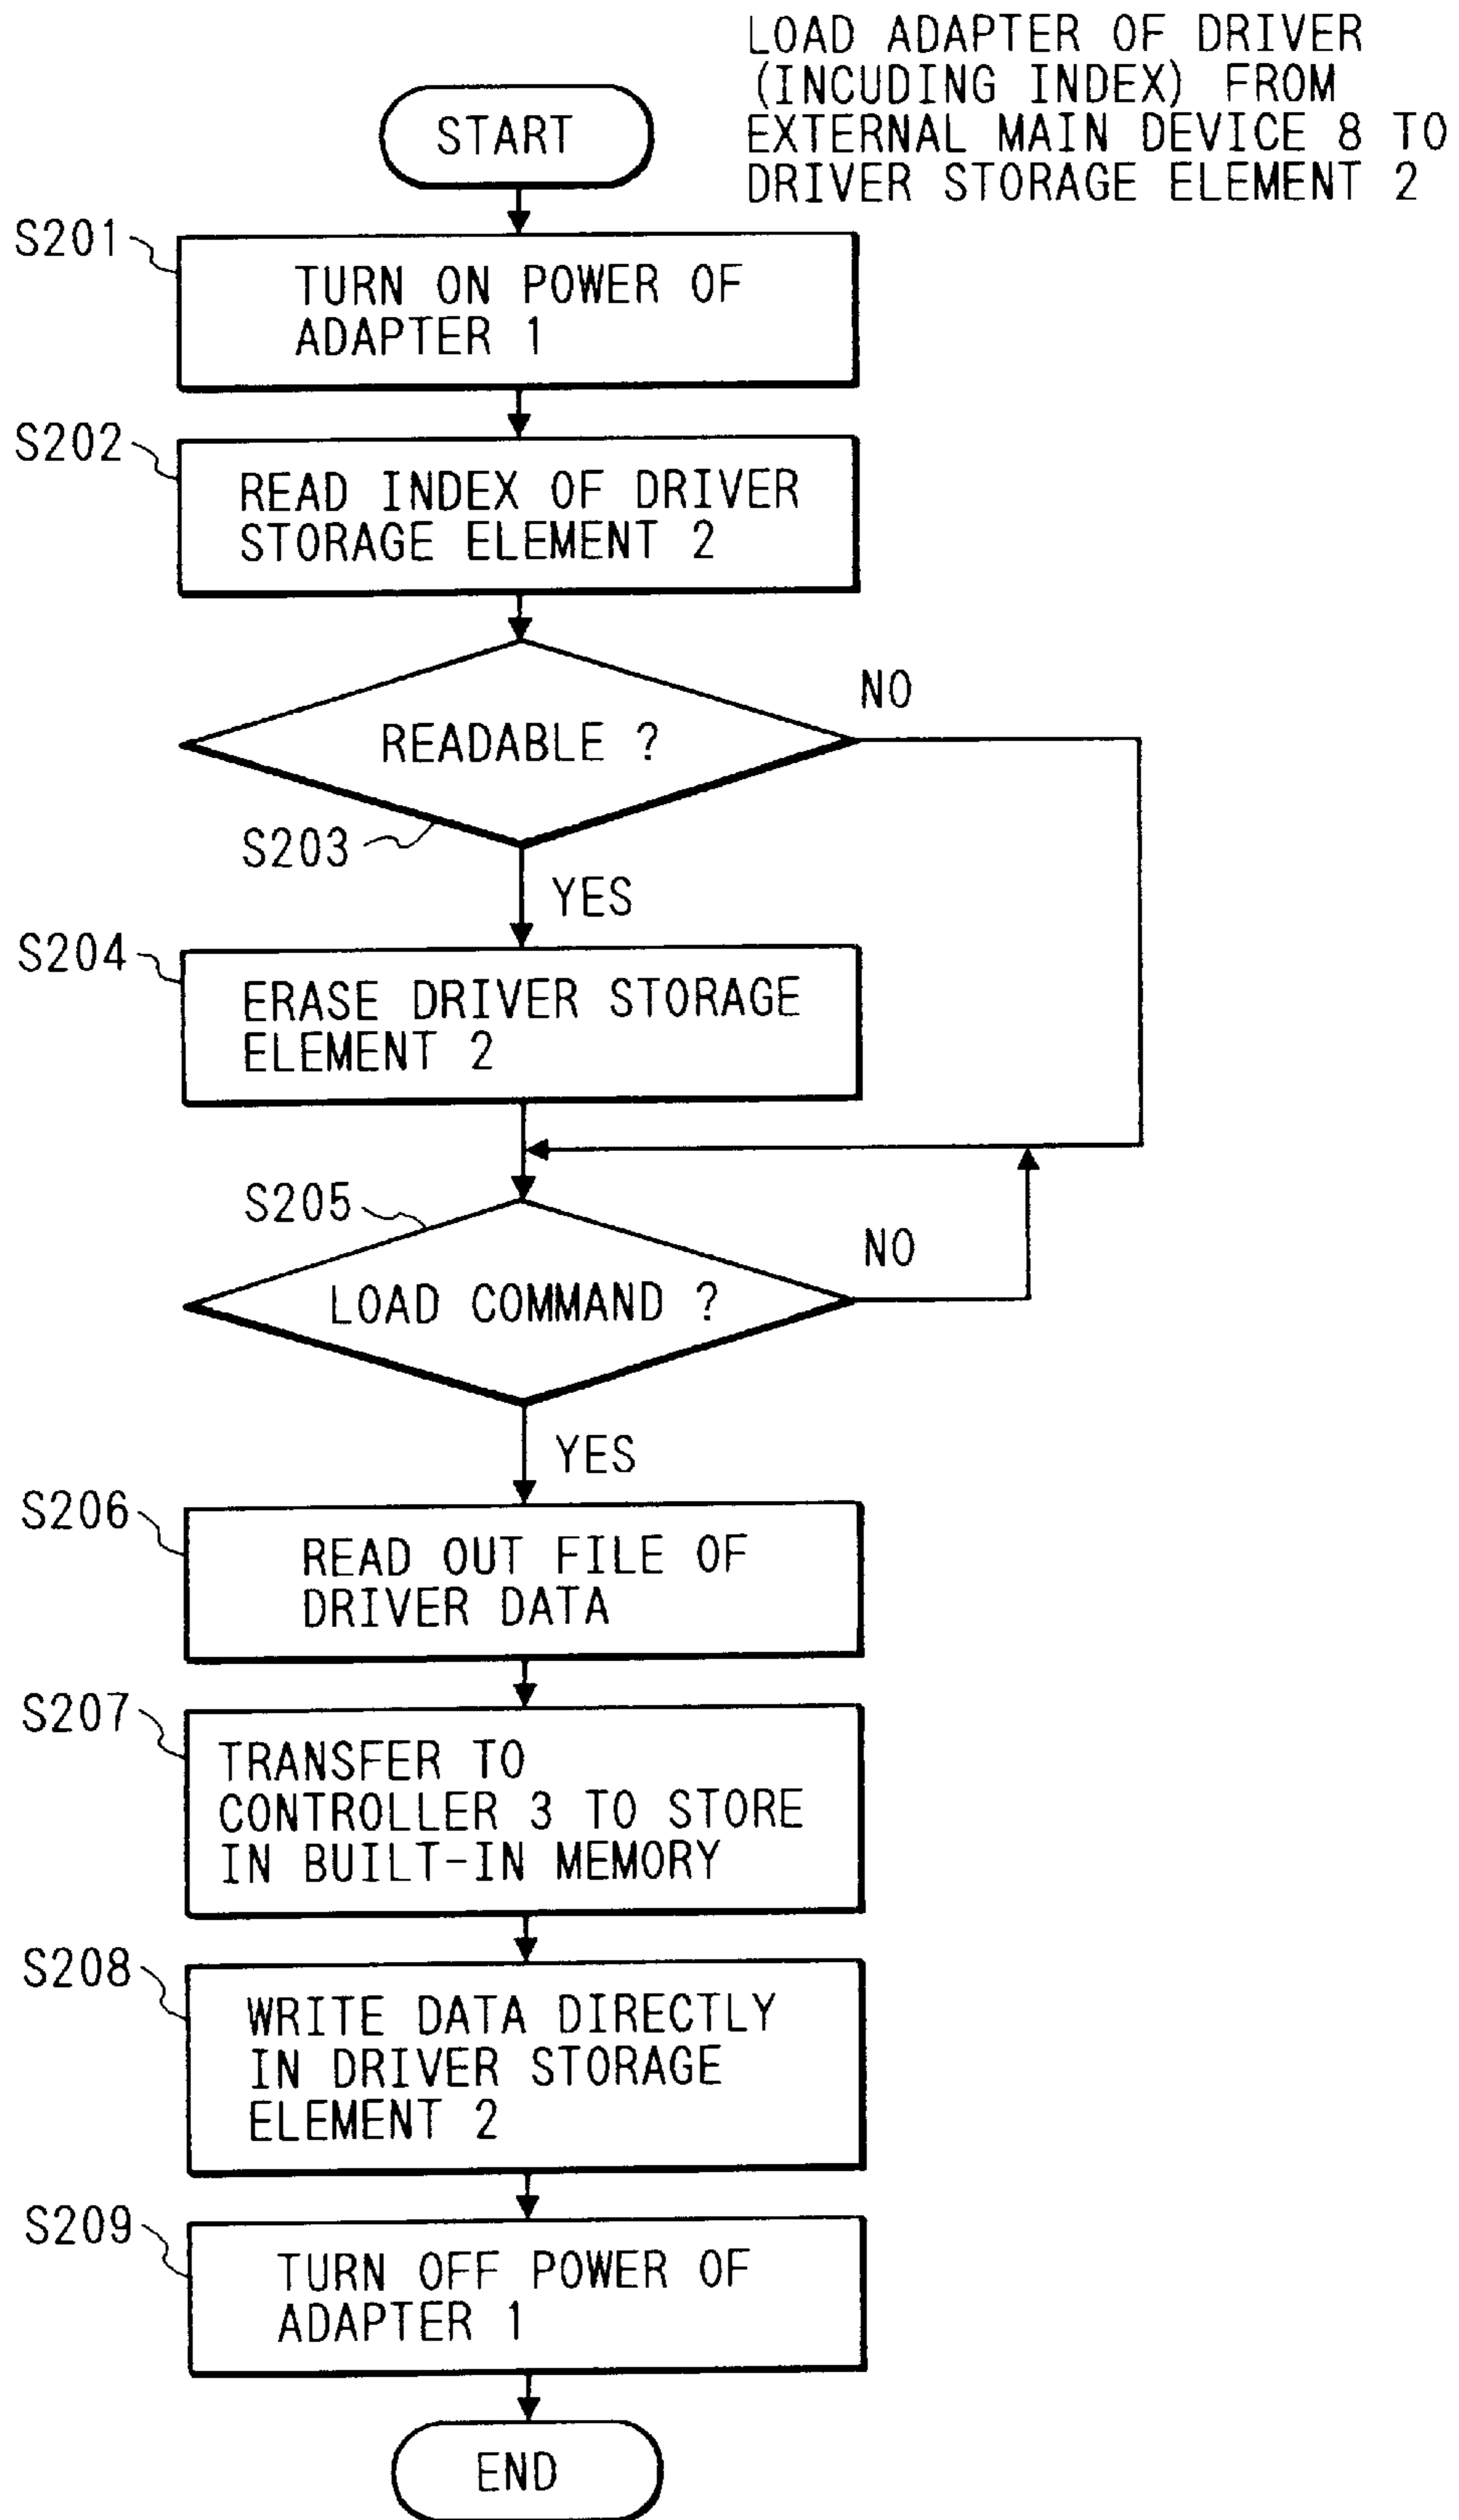 LOAD ADAPTER OF DRIVER
(INCUDING INDEX) FROM
EXTERNAL MAIN DEVICE 8 TO
DRIVER STORAGE ELEMENT 2
START
S201
TURN ON POWER OF
ADAPTER 1
S202
READ INDEX OF DRIVER
STORAGE ELEMENT 2
NO
READABLE ?
S203
YES
S204
ERASE DRIVER STORAGE
ELEMENT 2
S205
NO
LOAD COMMAND ?
YES
S206
READ OUT FILE OF
DRIVER DATA
S207
TRANSFER TO
CONTROLLER 3 TO STORE
IN BUILT-IN MEMORY
S208
WRITE DATA DIRECTLY
IN DRIVER STORAGE
ELEMENT 2
S209
TURN OFF POWER OF
ADAPTER 1
END